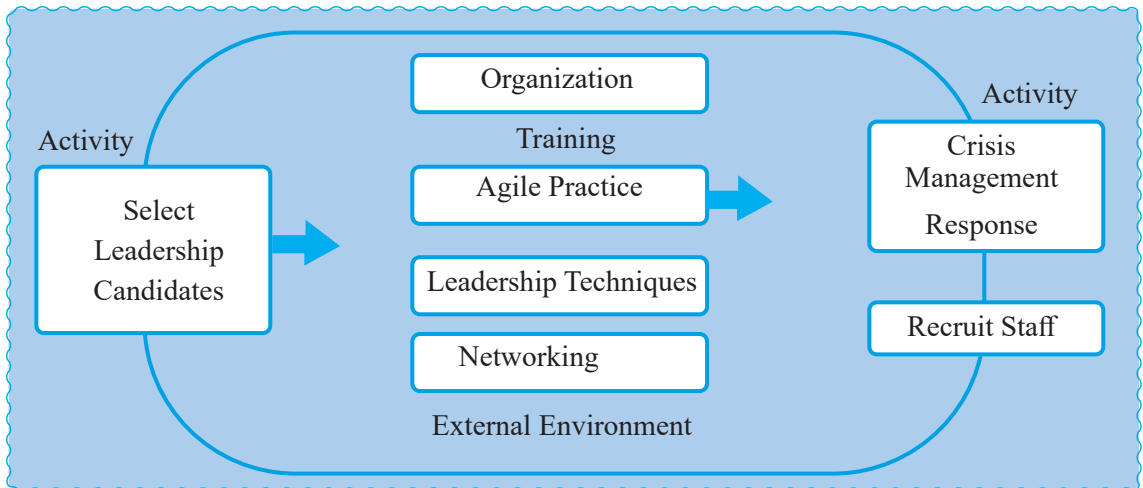 Activity
Select
Leadership
Candidates
Organization
Training
Agile Practice
Leadership Techniques
Networking
External Environment
Activity
Crisis
Management
Response
Recruit Staff